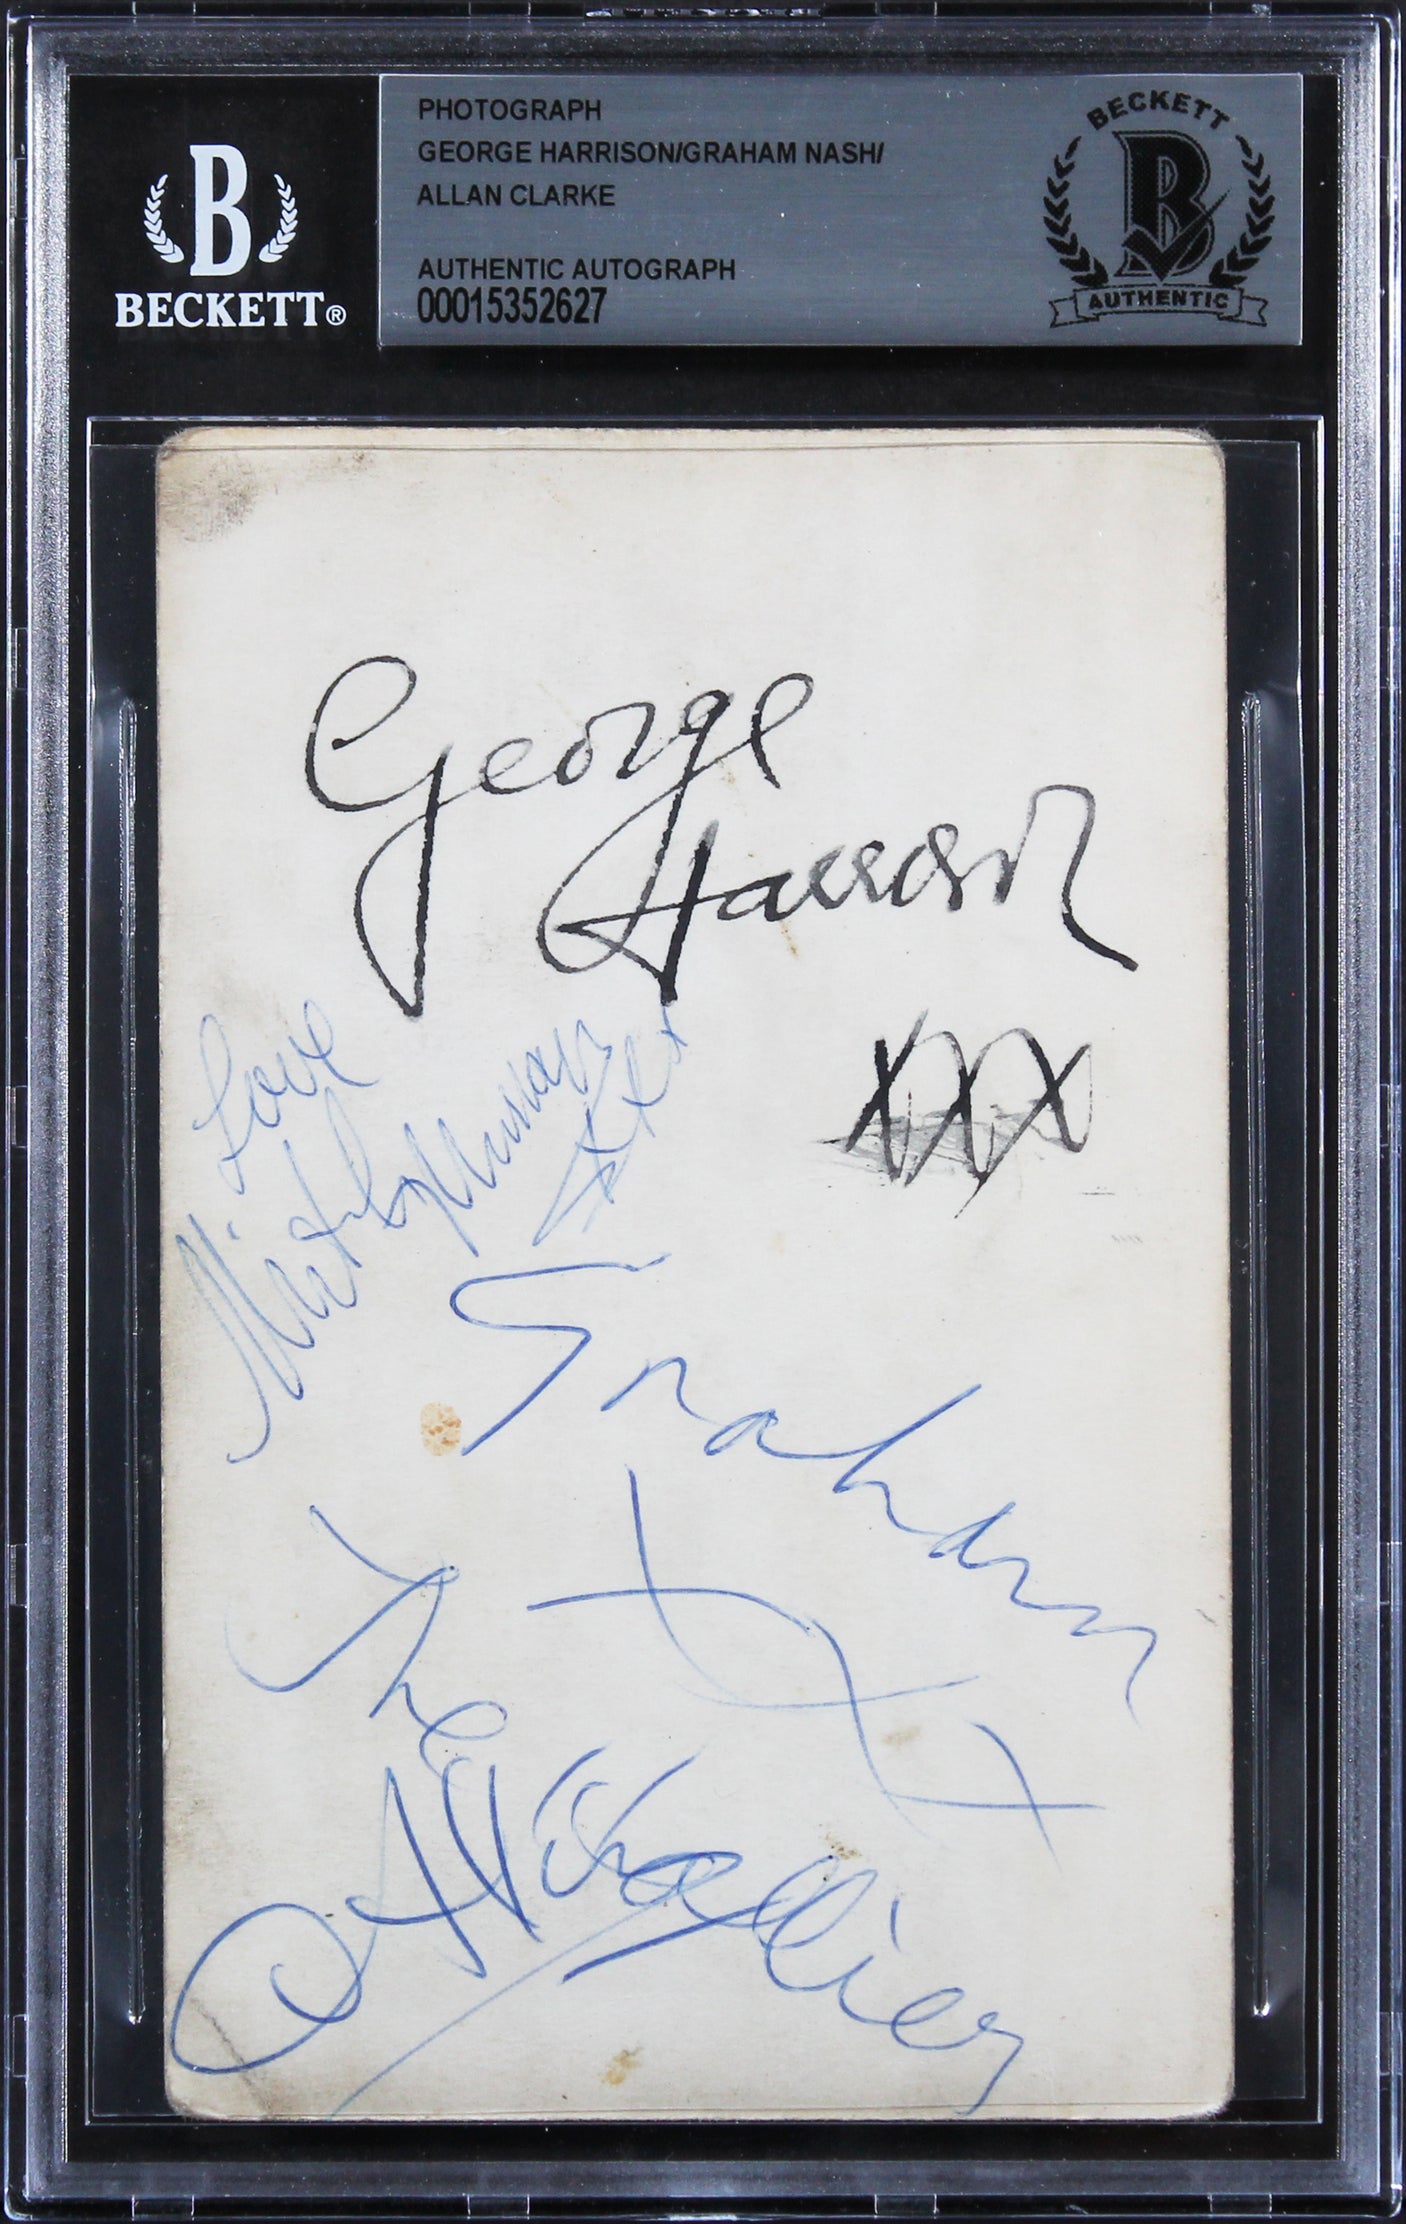 B
BECKETT®
PHOTOGRAPH
GEORGE HARRISON/GRAHAM NASH/
ALLAN CLARKE
AUTHENTIC AUTOGRAPH
00015352627
BECKETT
B
AUTHENTIC
George
Harrison
xxx
Love
Graham
The
Hollies